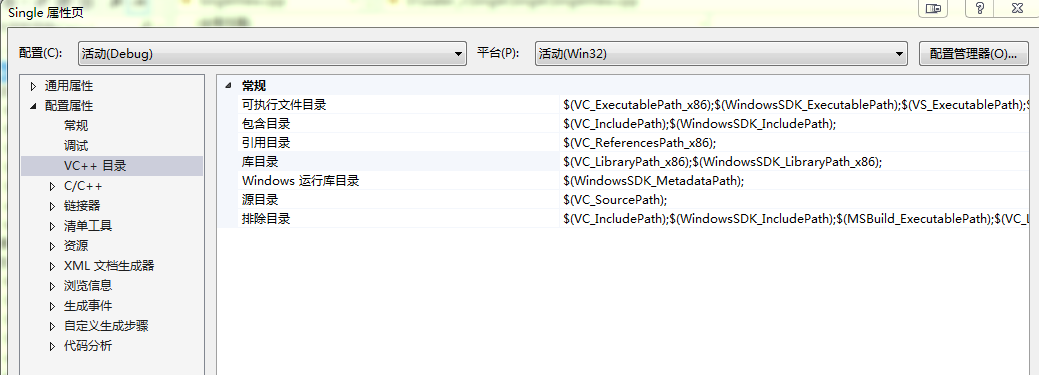 Single 属性页
配置(C): 活动(Debug) 平台(P): 活动(Win32) 配置管理器(O)...
通用属性
配置属性
常规
调试
VC++ 目录
C/C++
链接器
清单工具
资源
XML 文档生成器
浏览信息
生成事件
自定义生成步骤
代码分析
常规
可执行文件目录 $(VC_ExecutablePath_x86);$(WindowsSDK_ExecutablePath);$(VS_ExecutablePath);
包含目录 $(VC_IncludePath);$(WindowsSDK_IncludePath);
引用目录 $(VC_ReferencesPath_x86);
库目录 $(VC_LibraryPath_x86);$(WindowsSDK_LibraryPath_x86);
Windows 运行库目录 $(WindowsSDK_MetadataPath);
源目录 $(VC_SourcePath);
排除目录 $(VC_IncludePath);$(WindowsSDK_IncludePath);$(MSBuild_ExecutablePath);$(VC_L